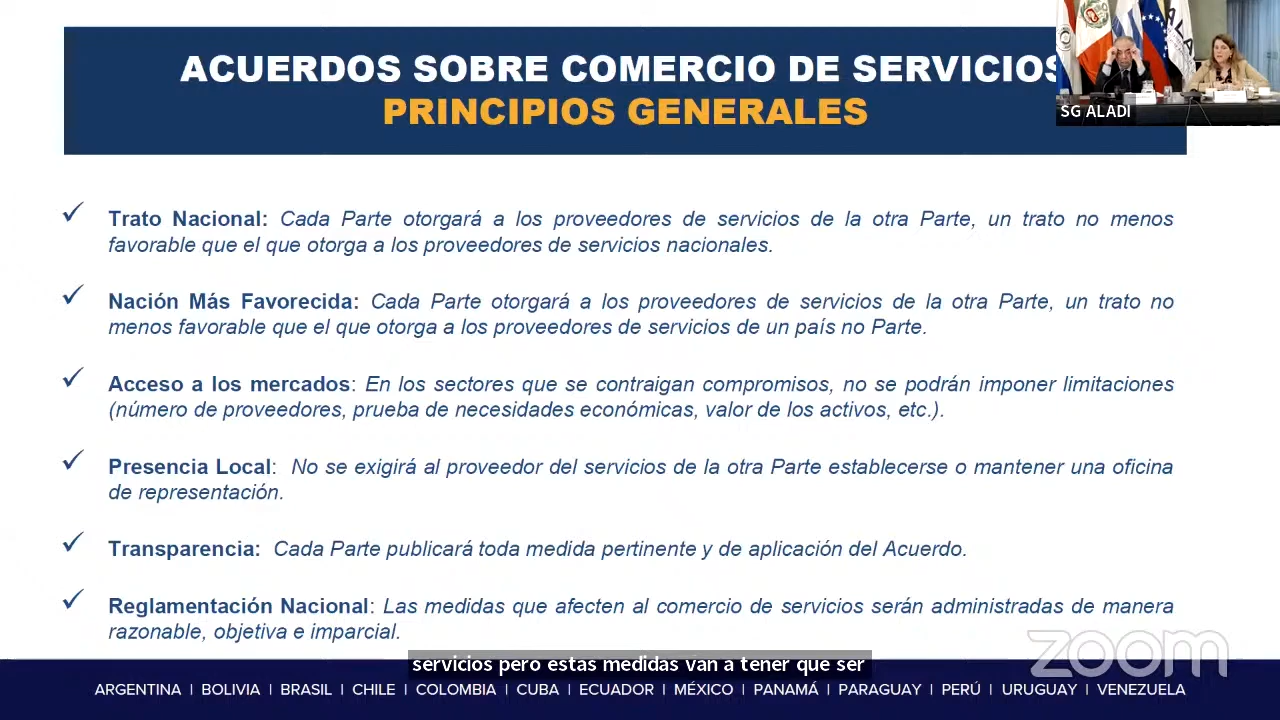 ACUERDOS SOBRE COMERCIO DE SERVICIOS
PRINCIPIOS GENERALES
SG ALADI
✓ Trato Nacional: Cada Parte otorgará a los proveedores de servicios de la otra Parte, un trato no menos
favorable que el que otorga a los proveedores de servicios nacionales.
✓ Nación Más Favorecida: Cada Parte otorgará a los proveedores de servicios de la otra Parte, un trato no
menos favorable que el que otorga a los proveedores de servicios de un país no Parte.
✓ Acceso a los mercados: En los sectores que se contraigan compromisos, no se podrán imponer limitaciones
(número de proveedores, prueba de necesidades económicas, valor de los activos, etc.).
✓ Presencia Local: No se exigirá al proveedor del servicios de la otra Parte establecerse o mantener una oficina
de representación.
✓ Transparencia: Cada Parte publicará toda medida pertinente y de aplicación del Acuerdo.
✓ Reglamentación Nacional: Las medidas que afecten al comercio de servicios serán administradas de manera
razonable, objetiva e imparcial.
zoom
servicios pero estas medidas van a tener que ser
ARGENTINA | BOLIVIA | BRASIL | CHILE | COLOMBIA | CUBA | ECUADOR | MÉXICO | PANAMÁ | PARAGUAY | PERÚ | URUGUAY | VENEZUELA